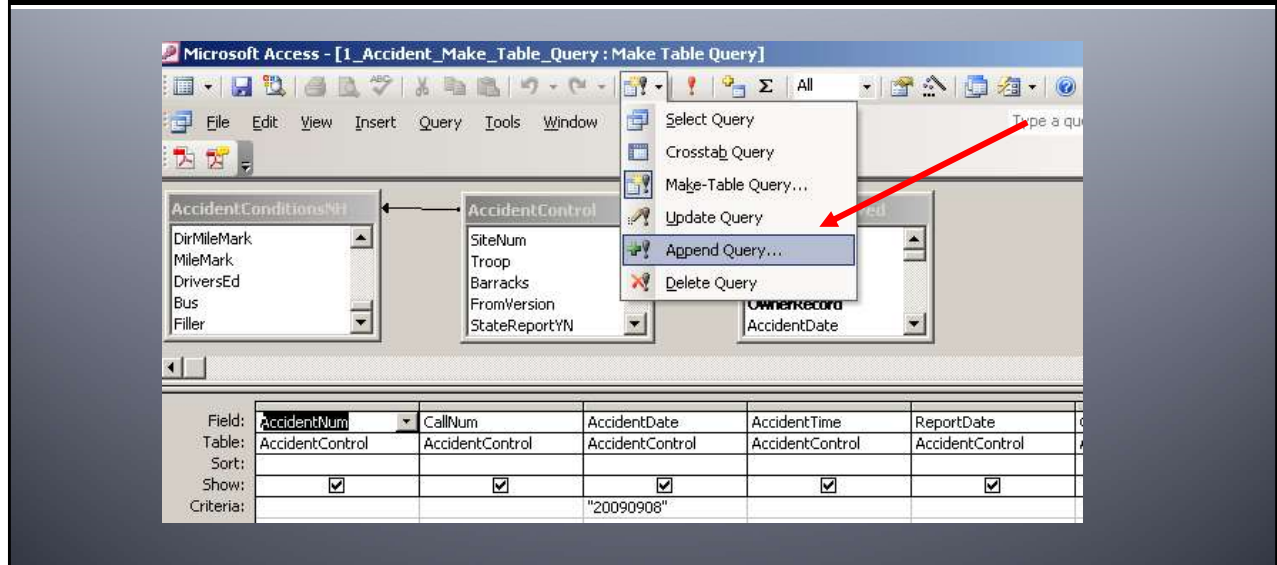 Microsoft Access - [1_Accident_Make_Table_Query : Make Table Query]
ABC Σ All
File Edit View Insert Query Tools Window Type a qu
Select Query
Crosstab Query
Make-Table Query...
Update Query
Append Query...
Delete Query
AccidentConditionsNH
DirMileMark
MileMark
DriversEd
Bus
Filler
AccidentControl
SiteNum
Troop
Barracks
FromVersion
StateReportYN
ed
OwnerRecord
AccidentDate
Field: AccidentNum CallNum AccidentDate AccidentTime ReportDate
Table: AccidentControl AccidentControl AccidentControl AccidentControl AccidentControl
Sort:
Show:
Criteria: "20090908"